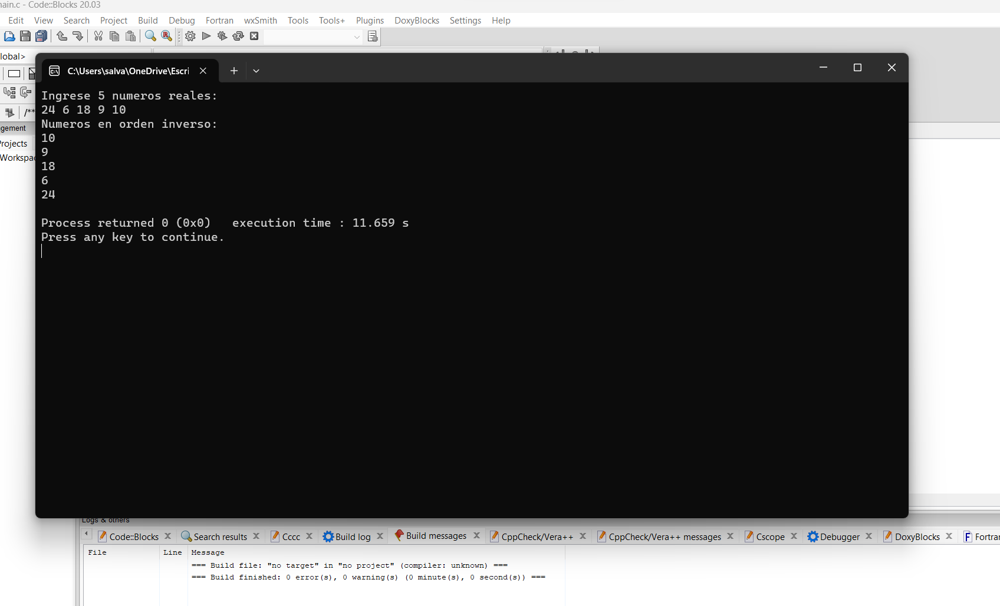 ain.c - Code::Blocks 20.03
Edit View Search Project Build Debug Fortran wxSmith Tools Tools+ Plugins DoxyBlocks Settings Help
lobal>
C:\Users\salva\OneDrive\Escri
/**
gement
Projects
Workspa
Ingrese 5 numeros reales:
24 6 18 9 10
Numeros en orden inverso:
10
9
18
6
24
Process returned 0 (0x0)   execution time : 11.659 s
Press any key to continue.
Logs & others
Code::Blocks Search results Cccc Build log Build messages CppCheck/Vera++ CppCheck/Vera++ messages Cscope Debugger DoxyBlocks Fortra
File Line Message
=== Build file: "no target" in "no project" (compiler: unknown) ===
=== Build finished: 0 error(s), 0 warning(s) (0 minute(s), 0 second(s)) ===